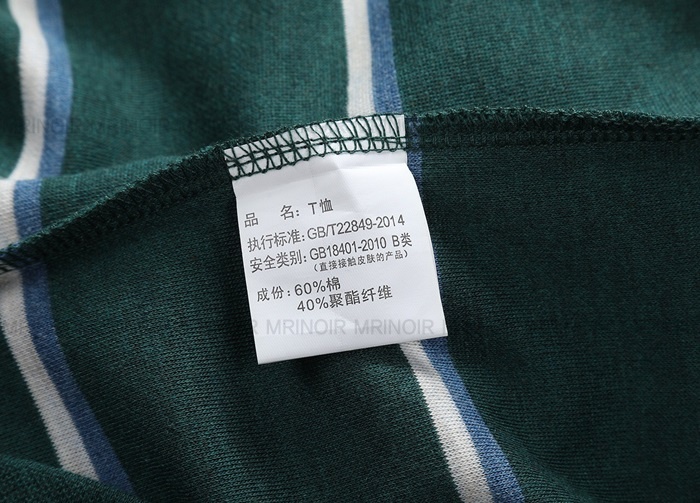 品 名：T恤
执行标准：GB/T22849-2014
安全类别：GB18401-2010 B类
（直接接触皮肤的产品）
成份：60%棉
40%聚酯纤维
MRINOIR MRINOIR MRINOIR